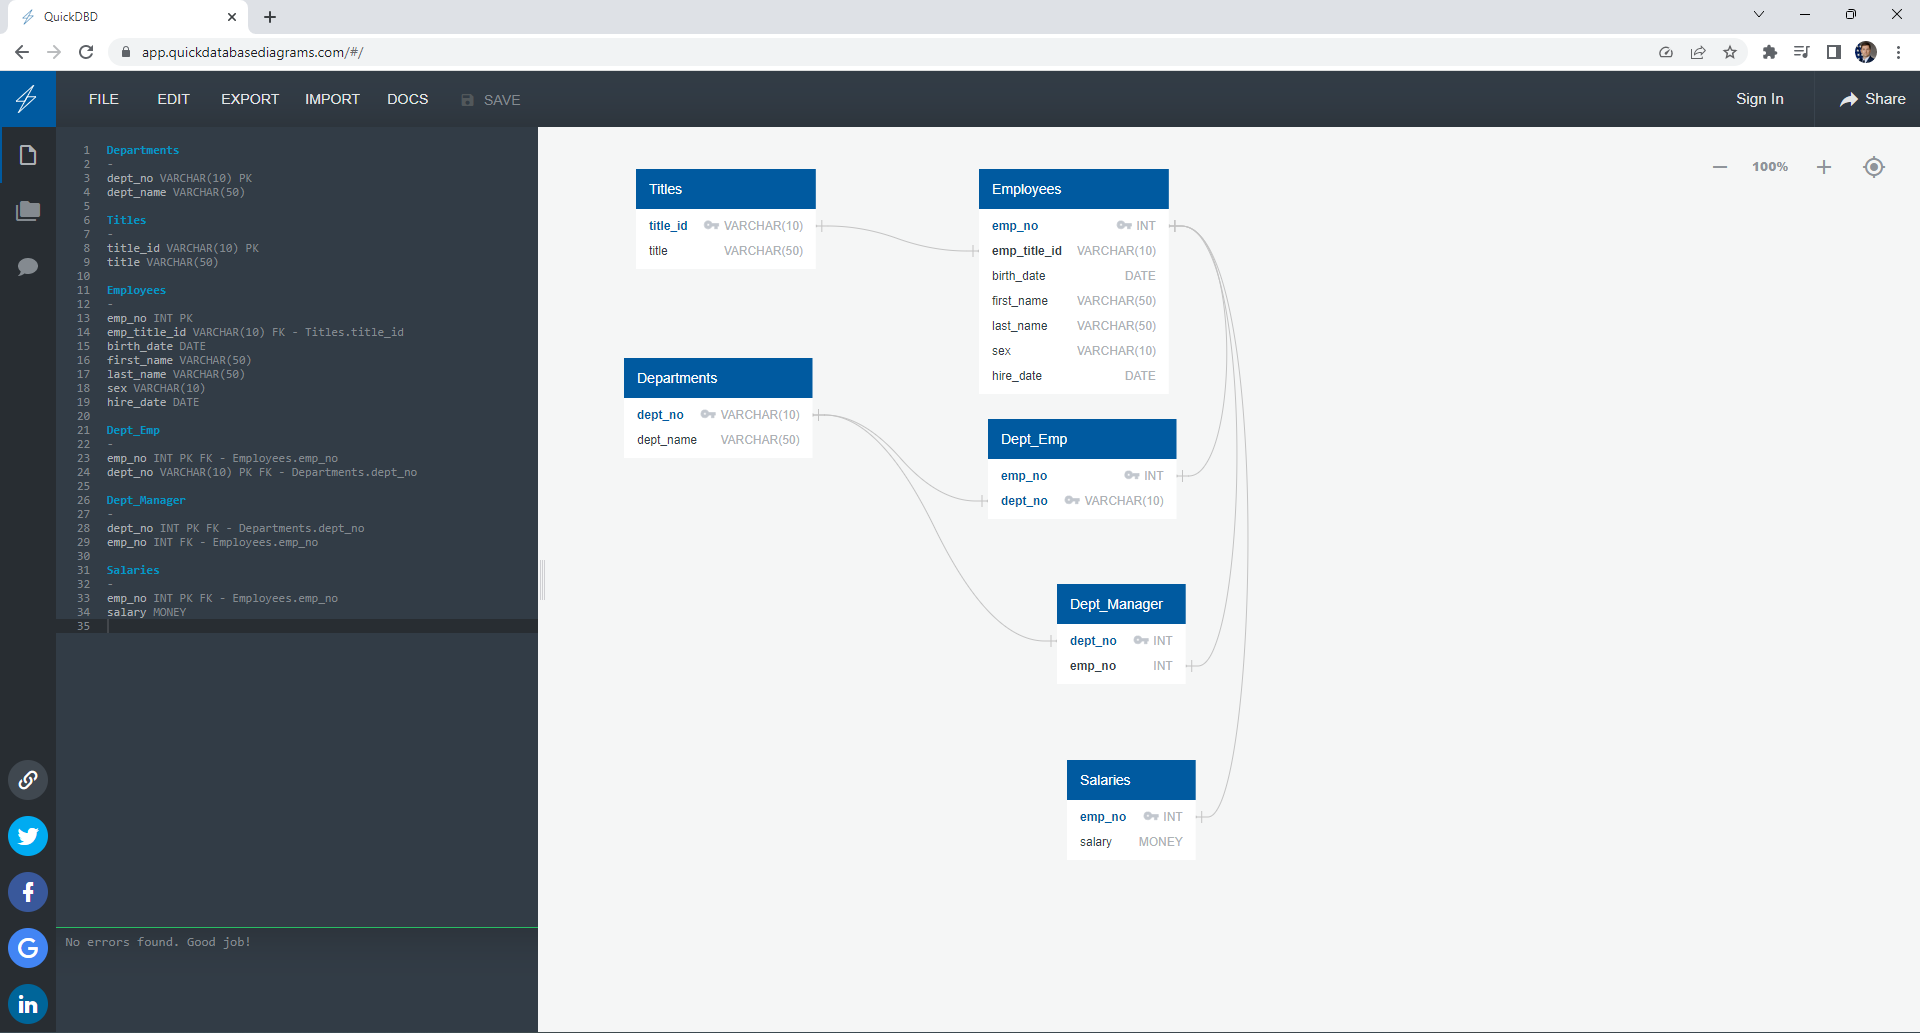 QuickDBD
app.quickdatabasediagrams.com/#/
FILE EDIT EXPORT IMPORT DOCS SAVE Sign In Share
1 Departments
2 -
3 dept_no VARCHAR(10) PK
4 dept_name VARCHAR(50)
5
6 Titles
7 -
8 title_id VARCHAR(10) PK
9 title VARCHAR(50)
10
11 Employees
12 -
13 emp_no INT PK
14 emp_title_id VARCHAR(10) FK - Titles.title_id
15 birth_date DATE
16 first_name VARCHAR(50)
17 last_name VARCHAR(50)
18 sex VARCHAR(10)
19 hire_date DATE
20
21 Dept_Emp
22 -
23 emp_no INT PK FK - Employees.emp_no
24 dept_no VARCHAR(10) PK FK - Departments.dept_no
25
26 Dept_Manager
27 -
28 dept_no INT PK FK - Departments.dept_no
29 emp_no INT FK - Employees.emp_no
30
31 Salaries
32 -
33 emp_no INT PK FK - Employees.emp_no
34 salary MONEY
35
No errors found. Good job!
100%
Titles
title_id VARCHAR(10)
title VARCHAR(50)
Employees
emp_no INT
emp_title_id VARCHAR(10)
birth_date DATE
first_name VARCHAR(50)
last_name VARCHAR(50)
sex VARCHAR(10)
hire_date DATE
Departments
dept_no VARCHAR(10)
dept_name VARCHAR(50)
Dept_Emp
emp_no INT
dept_no VARCHAR(10)
Dept_Manager
dept_no INT
emp_no INT
Salaries
emp_no INT
salary MONEY